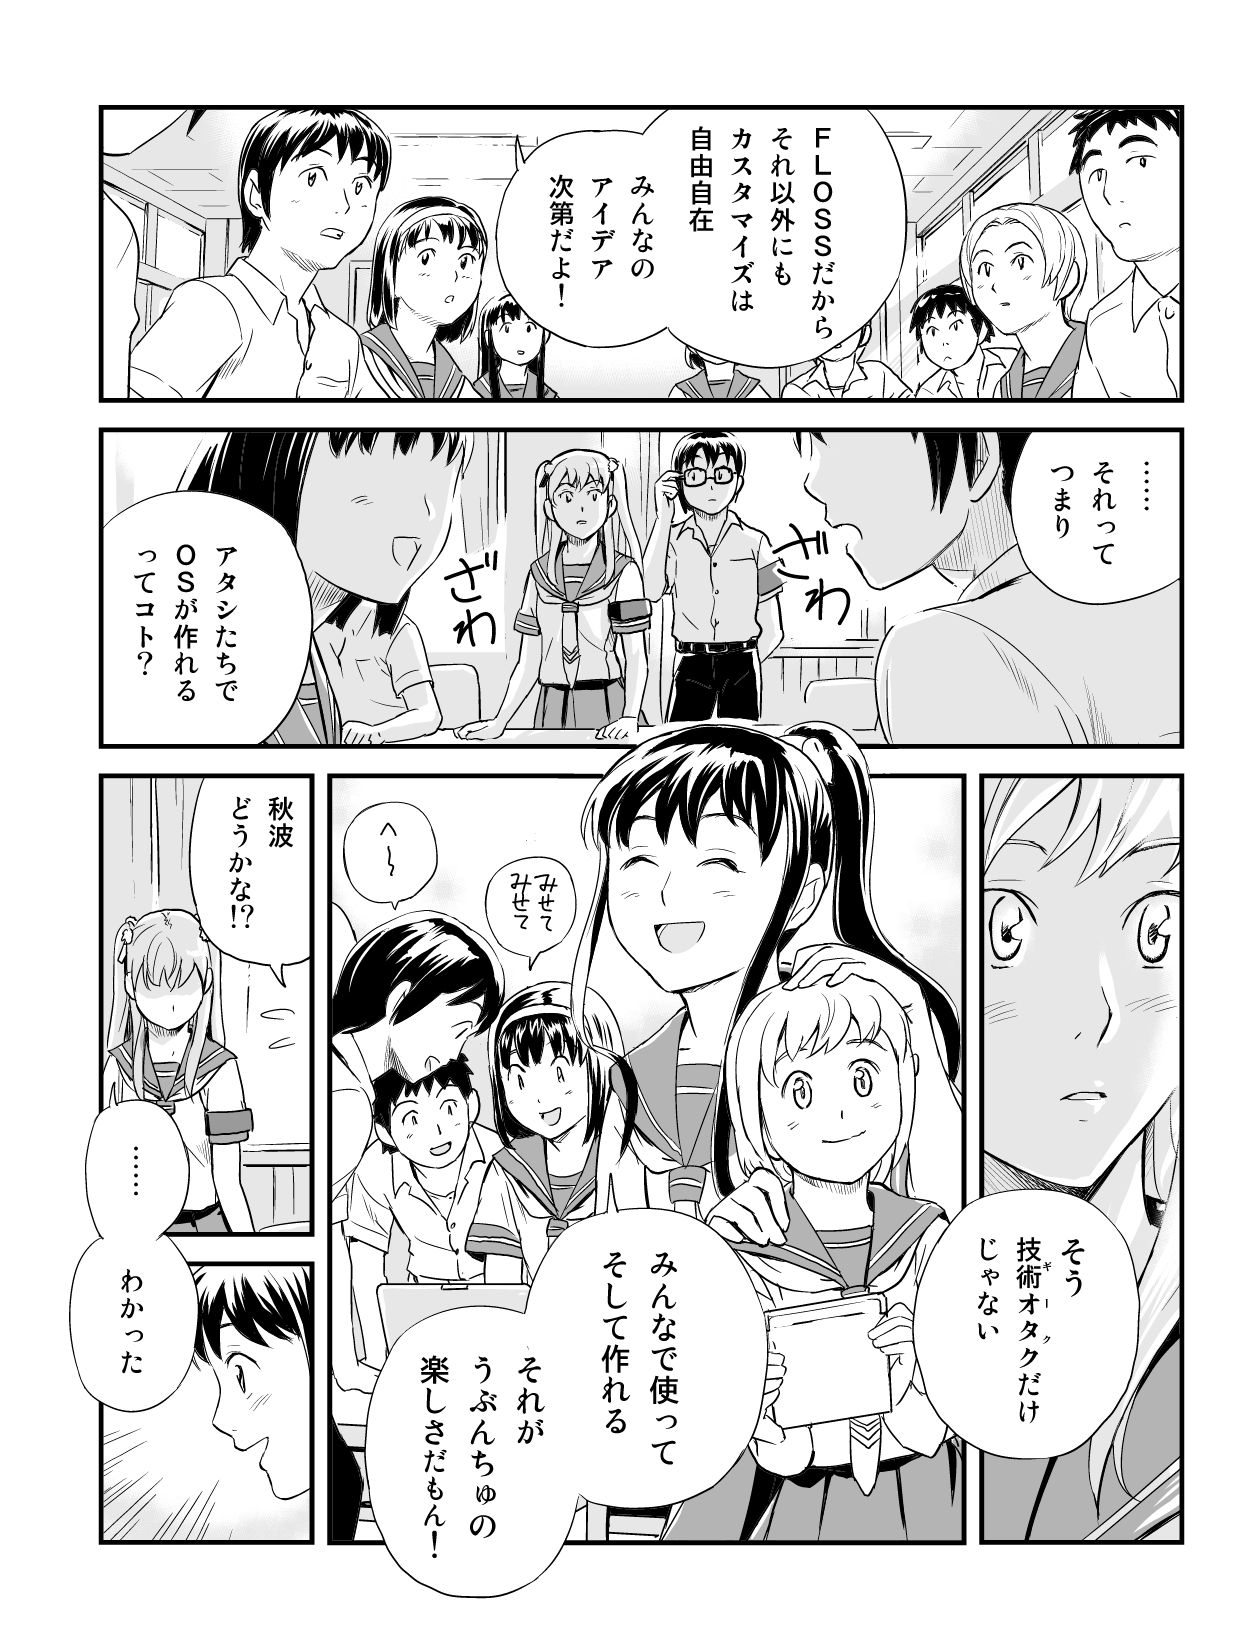 FLOSSだから
それ以外にも
カスタマイズは
自由自在
みんなの
アイデア
次第だよ!
……
それって
つまり
ざわ
ざわ
アタシたちで
OSが作れる
ってコト?
そう
技術オタクだけ
ギーク
じゃない
みせて
みせて
へ〜
みんなで使って
そして作れる
それが
うぶんちゅの
楽しさだもん!
秋波
どうかな!?
……
わかった